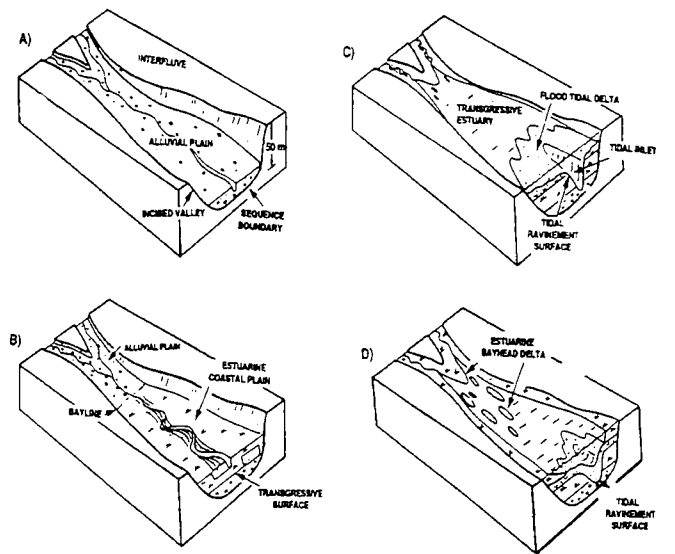 A)
INTERFLUVE
ALLUVIAL PLAIN
50 m
INCISED VALLEY
SEQUENCE
BOUNDARY
C)
FLOOD TIDAL DELTA
TRANSGRESSIVE
ESTUARY
TIDAL INLET
TIDAL
RAVINEMENT
SURFACE
B)
ALLUVIAL PLAIN
ESTUARINE
COASTAL PLAIN
BAYLINE
TRANSGRESSIVE
SURFACE
D)
ESTUARINE
BAYHEAD DELTA
TIDAL
RAVINEMENT
SURFACE